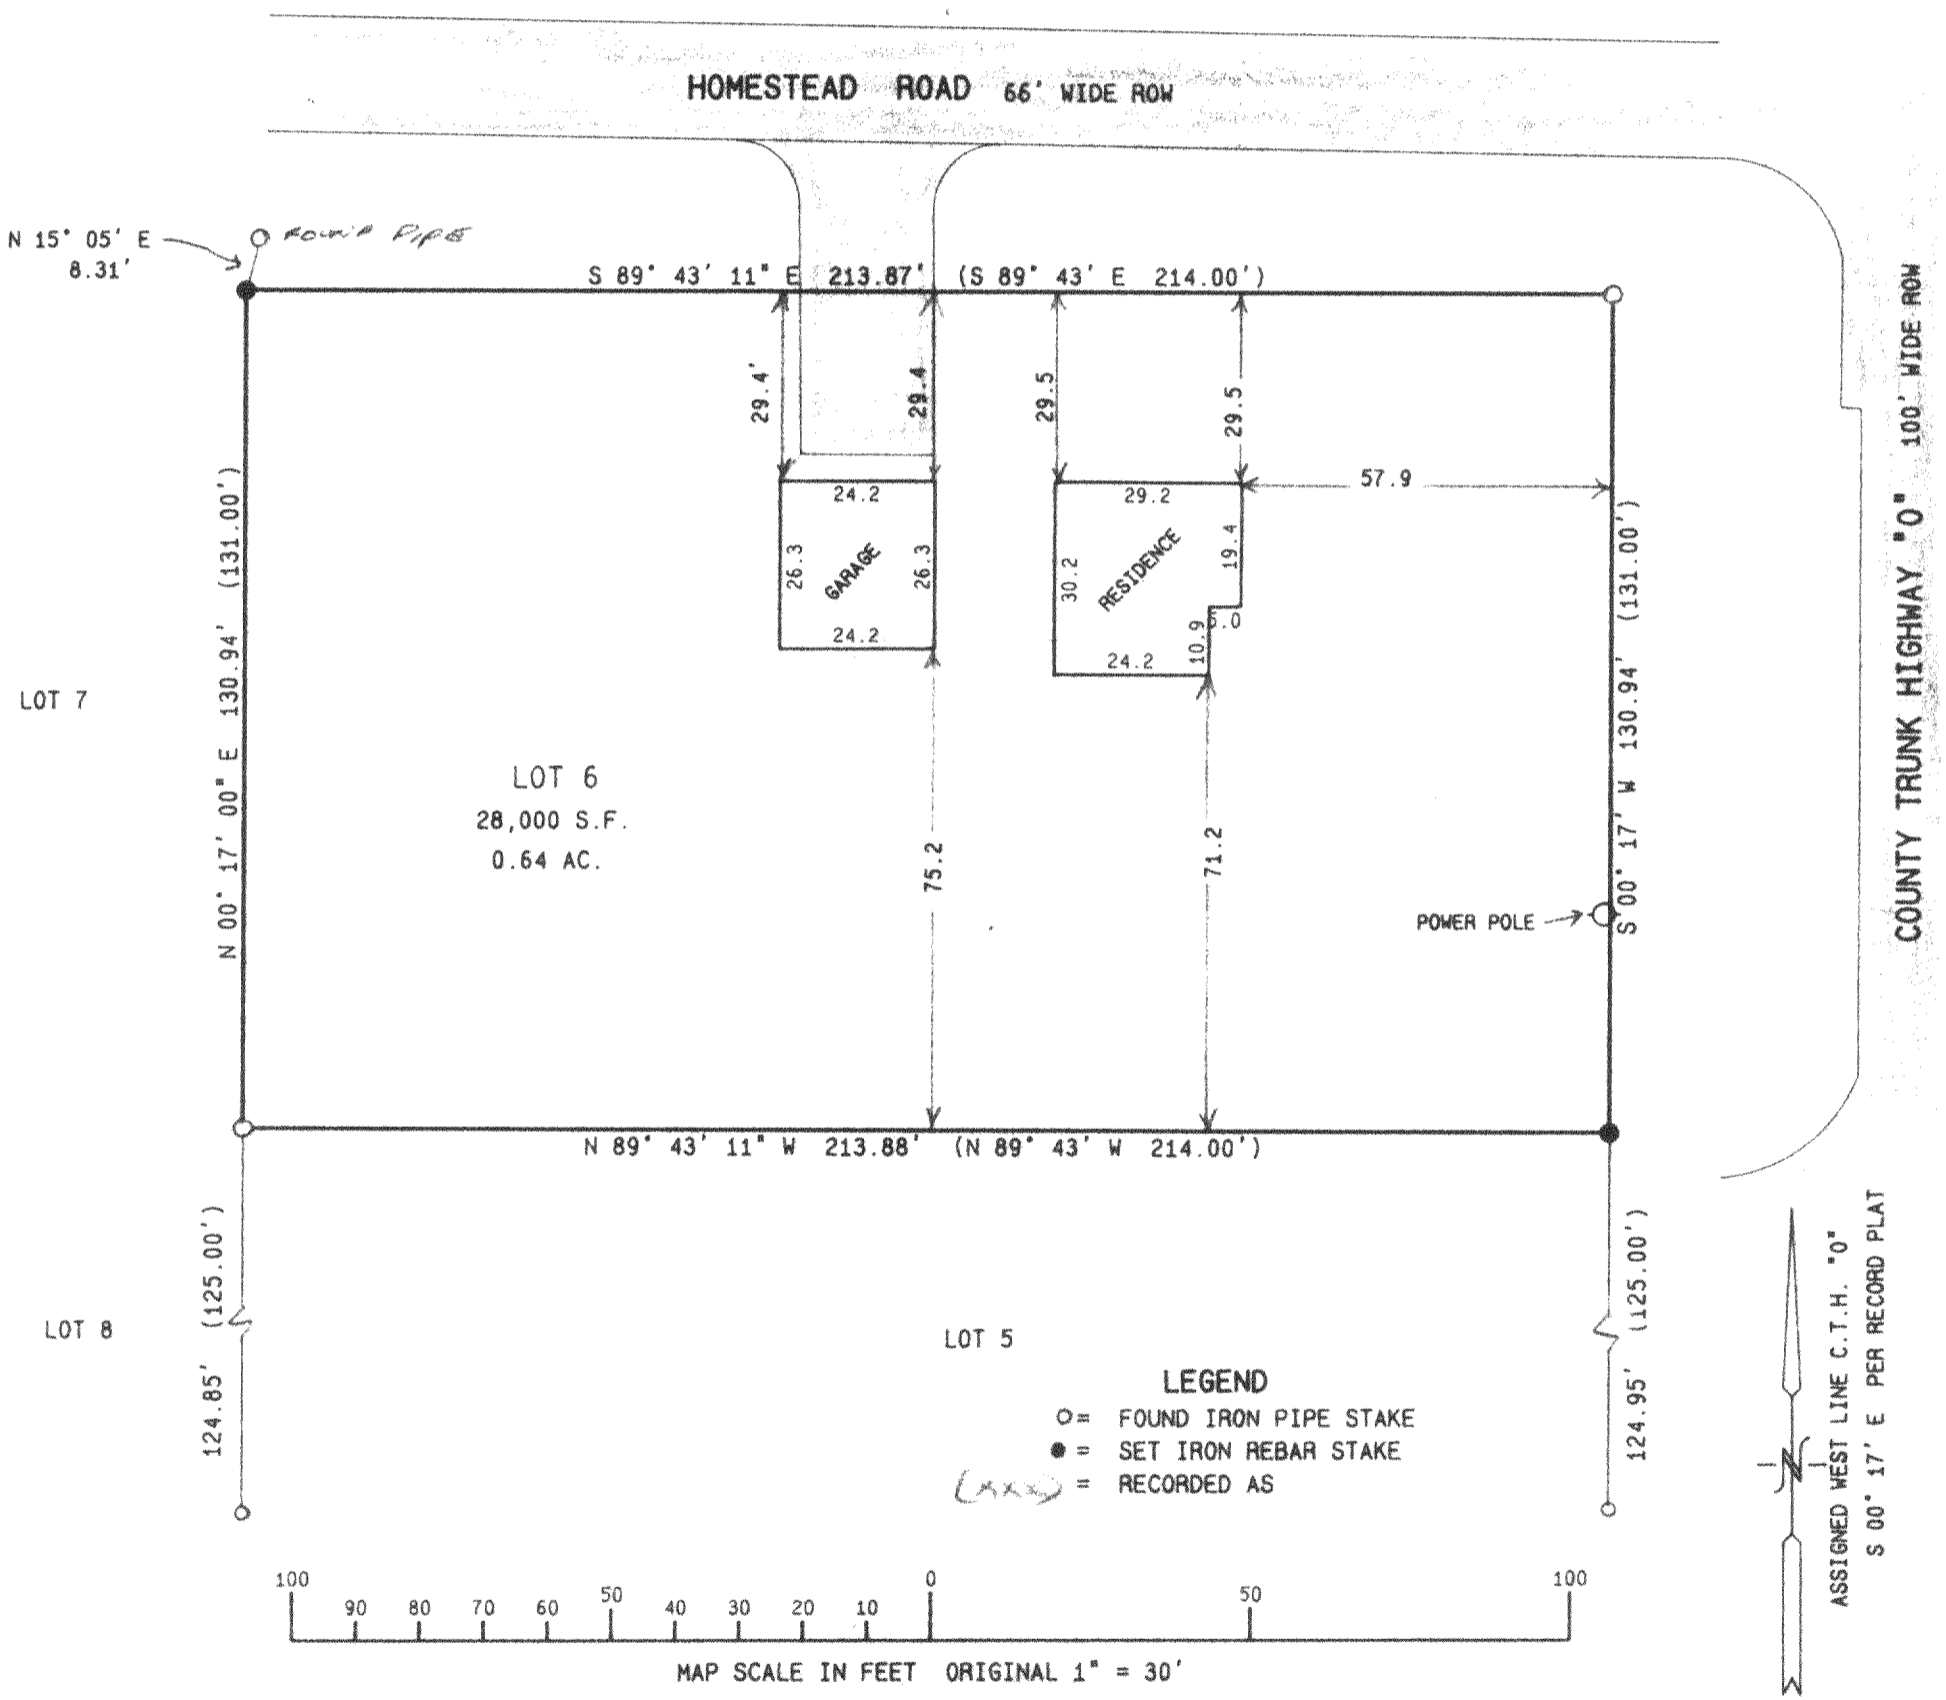 HOMESTEAD ROAD 66' WIDE ROW
N 15° 05' E
8.31'
FOUND PIPE
S 89° 43' 11" E 213.87' (S 89° 43' E 214.00')
29.4'
29.4
29.5
29.5
57.9
24.2
26.3
GARAGE
26.3
24.2
29.2
30.2
RESIDENCE
19.4
5.0
10.9
24.2
N 00° 17' 00" E 130.94' (131.00')
S 00° 17' W 130.94' (131.00')
COUNTY TRUNK HIGHWAY "O" 100' WIDE ROW
LOT 7
LOT 6
28,000 S.F.
0.64 AC.
75.2
71.2
POWER POLE
N 89° 43' 11" W 213.88' (N 89° 43' W 214.00')
124.85' (125.00')
124.95' (125.00')
LOT 8
LOT 5
LEGEND
O = FOUND IRON PIPE STAKE
● = SET IRON REBAR STAKE
(xxx) = RECORDED AS
N
ASSIGNED WEST LINE C.T.H. "O"
S 00° 17' E PER RECORD PLAT
100 90 80 70 60 50 40 30 20 10 0 50 100
MAP SCALE IN FEET ORIGINAL 1" = 30'